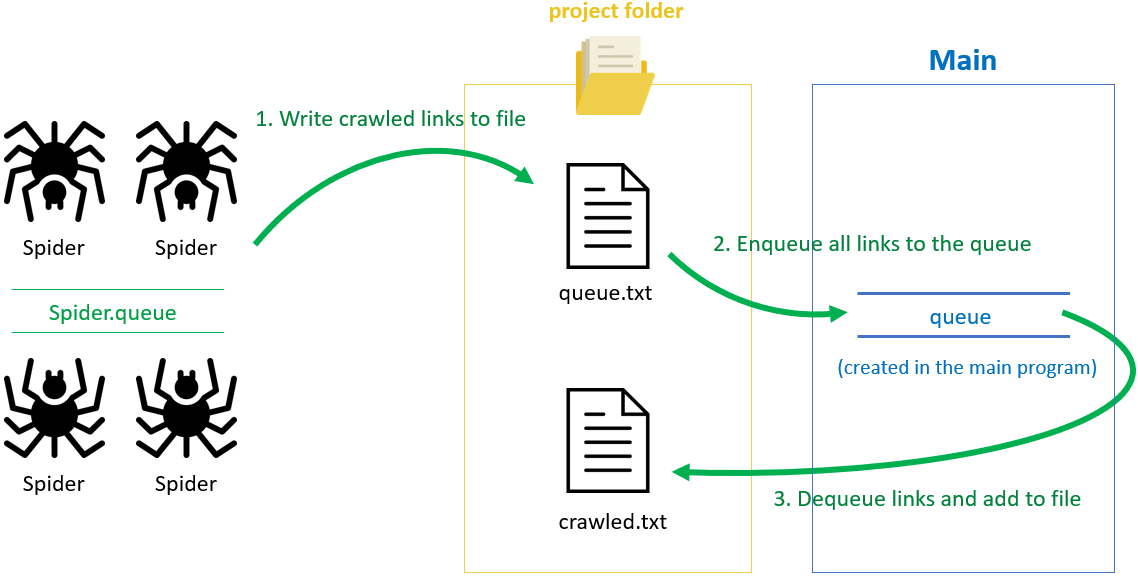 project folder
Main
1. Write crawled links to file
Spider
Spider
2. Enqueue all links to the queue
queue.txt
Spider.queue
queue
(created in the main program)
Spider
Spider
3. Dequeue links and add to file
crawled.txt